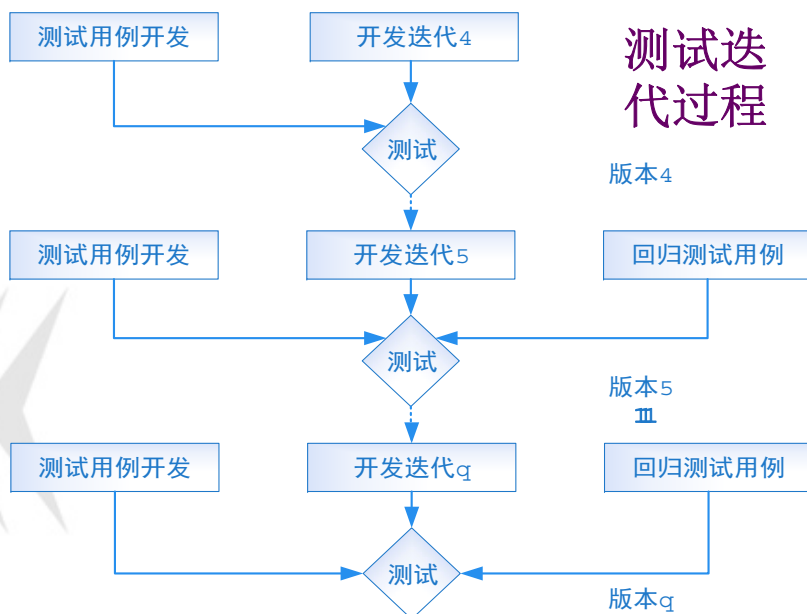 测试用例开发
开发迭代4
测试迭
代过程
测试
版本4
测试用例开发
开发迭代5
回归测试用例
测试
版本5
测试用例开发
开发迭代q
回归测试用例
测试
版本q